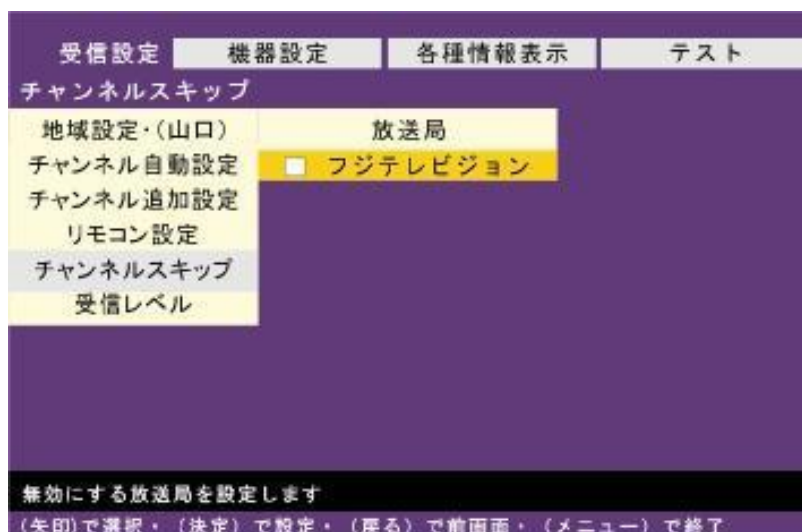 受信設定 機器設定 各種情報表示 テスト
チャンネルスキップ
地域設定・(山口) 放送局
チャンネル自動設定 フジテレビジョン
チャンネル追加設定
リモコン設定
チャンネルスキップ
受信レベル
無効にする放送局を設定します
(矢印)で選択・(決定)で設定・(戻る)で前画面・(メニュー)で終了